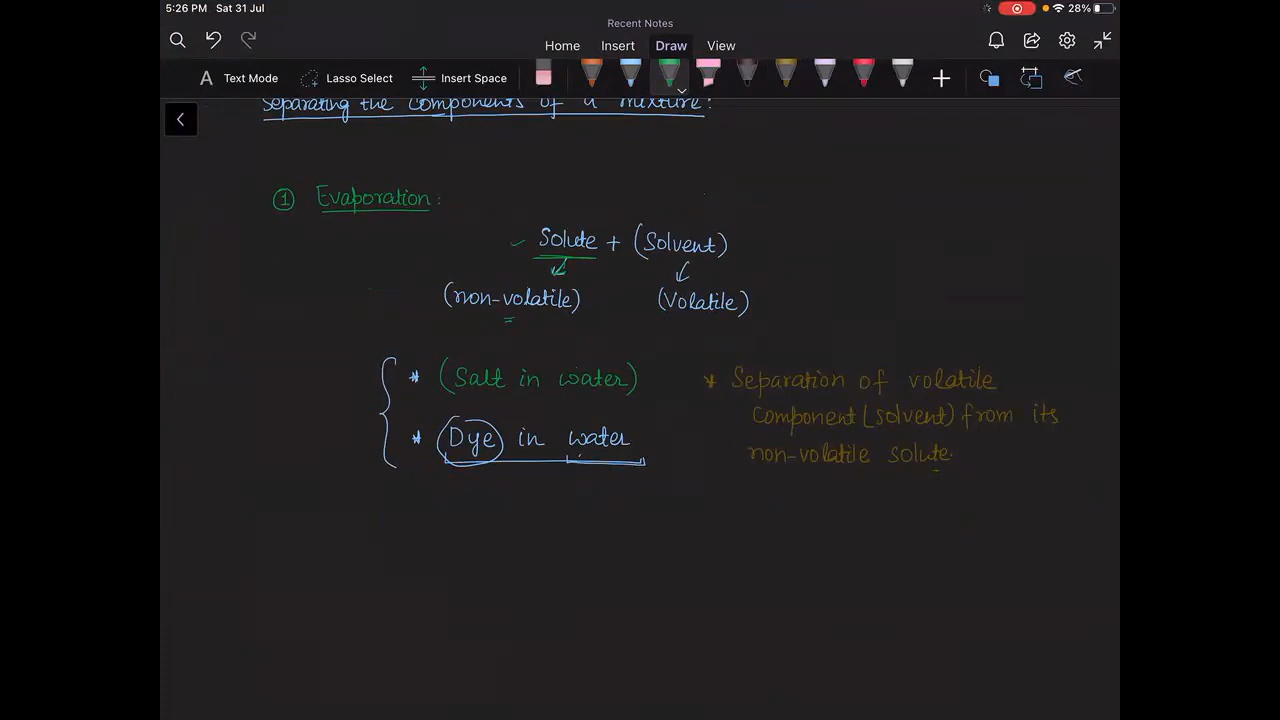 5:26 PM Sat 31 Jul
28%
Recent Notes
Home Insert Draw View
Text Mode Lasso Select Insert Space
Separating the components of a mixture:
① Evaporation:
Solute + (Solvent)
(non-volatile) (Volatile)
* (Salt in water)
* Dye in water
* Separation of volatile
component (solvent) from its
non-volatile solute.